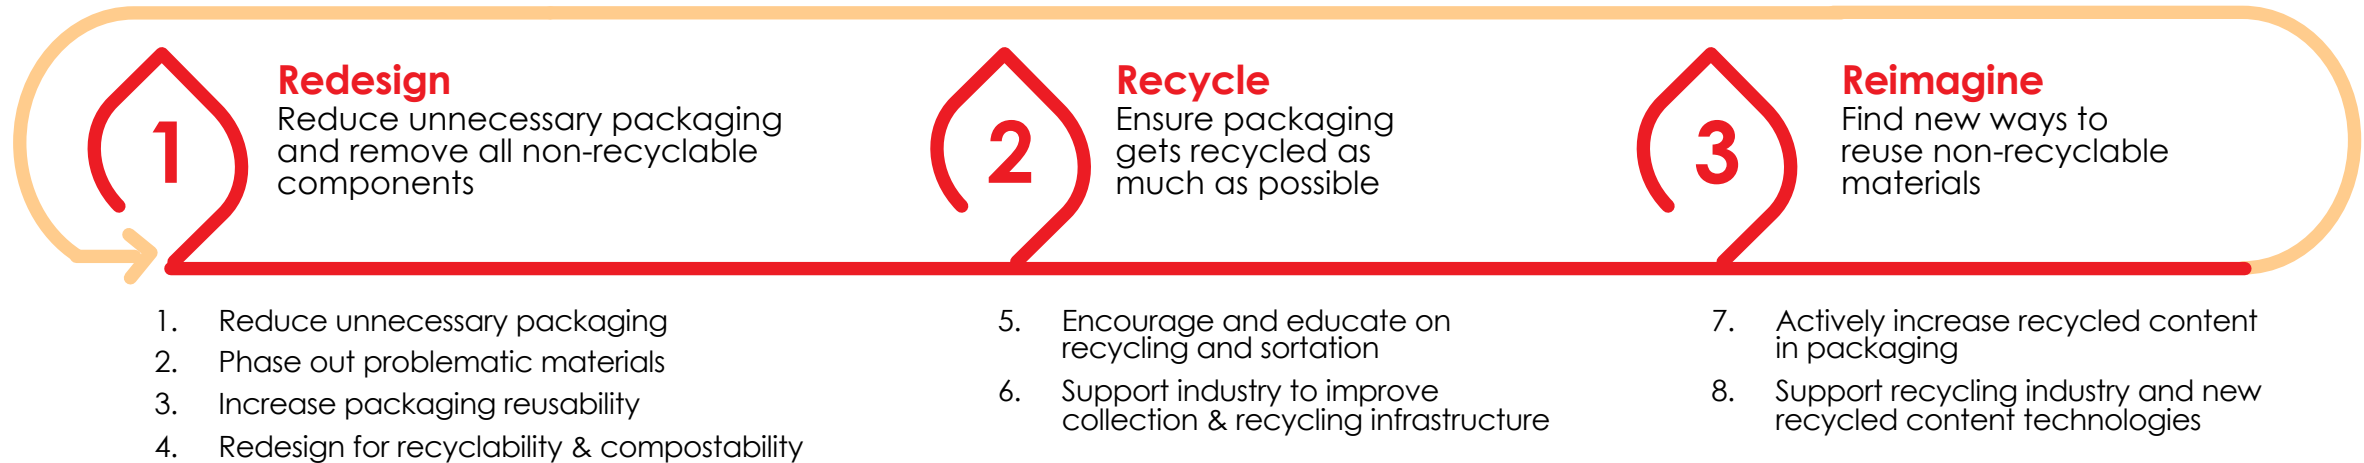 1
Redesign
Reduce unnecessary packaging
and remove all non-recyclable
components
2
Recycle
Ensure packaging
gets recycled as
much as possible
3
Reimagine
Find new ways to
reuse non-recyclable
materials
1. Reduce unnecessary packaging
2. Phase out problematic materials
3. Increase packaging reusability
4. Redesign for recyclability & compostability
5. Encourage and educate on
recycling and sortation
6. Support industry to improve
collection & recycling infrastructure
7. Actively increase recycled content
in packaging
8. Support recycling industry and new
recycled content technologies